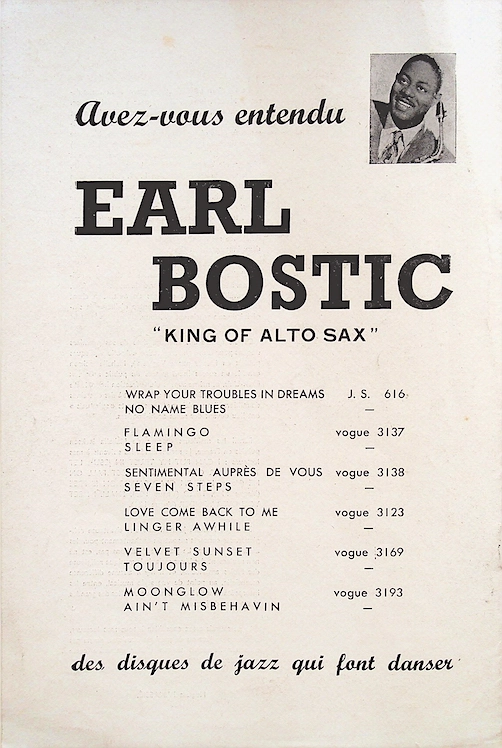 Avez-vous entendu
EARL
BOSTIC
"KING OF ALTO SAX"
WRAP YOUR TROUBLES IN DREAMS J. S. 616
NO NAME BLUES —
FLAMINGO vogue 3137
SLEEP —
SENTIMENTAL AUPRÈS DE VOUS vogue 3138
SEVEN STEPS —
LOVE COME BACK TO ME vogue 3123
LINGER AWHILE —
VELVET SUNSET vogue 3169
TOUJOURS —
MOONGLOW vogue 3193
AIN'T MISBEHAVIN —
des disques de jazz qui font danser